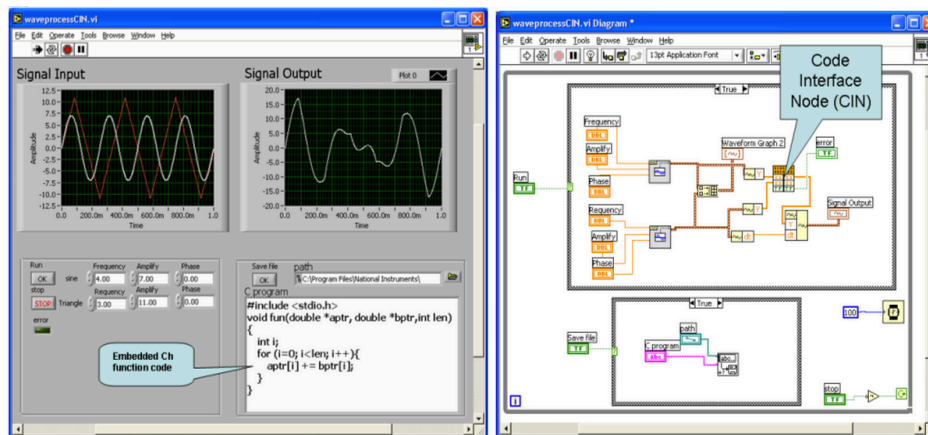 waveprocessCIN.vi
File Edit Operate Tools Browse Window Help
Signal Input
Signal Output
Plot 0
12.5
10.0
7.5
5.0
2.5
0.0
-2.5
-5.0
-7.5
-10.0
-12.5
Amplitude
0.0 200.0m 400.0m 600.0m 800.0m 1.0
Time
20.0
15.0
10.0
5.0
0.0
-5.0
-10.0
-15.0
-20.0
Amplitude
0.0 200.0m 400.0m 600.0m 800.0m 1.0
Time
Run
OK
sine
Frequency
4.00
Amplify
7.00
Phase
0.00
stop
STOP
Triangle
Requency
3.00
Amplify
11.00
Phase
0.00
error
Save file
OK
path
C:\Program Files\National Instruments\
C program
#include <stdio.h>
void fun(double *aptr, double *bptr,int len)
{
int i;
for (i=0; i<len; i++){
aptr[i] += bptr[i];
}
}
Embedded Ch
function code
waveprocessCIN.vi Diagram *
File Edit Operate Tools Browse Window Help
13pt Application Font
Code
Interface
Node (CIN)
True
Frequency
DBL
Amplify
DBL
Phase
DBL
Waveform Graph 2
error
TF
Run
TF
Requency
DBL
Amplify
DBL
Phase
DBL
Y
Y
dt
Y
dt
Signal Output
True
Save file
TF
path
C program
abc
100
stop
TF
i